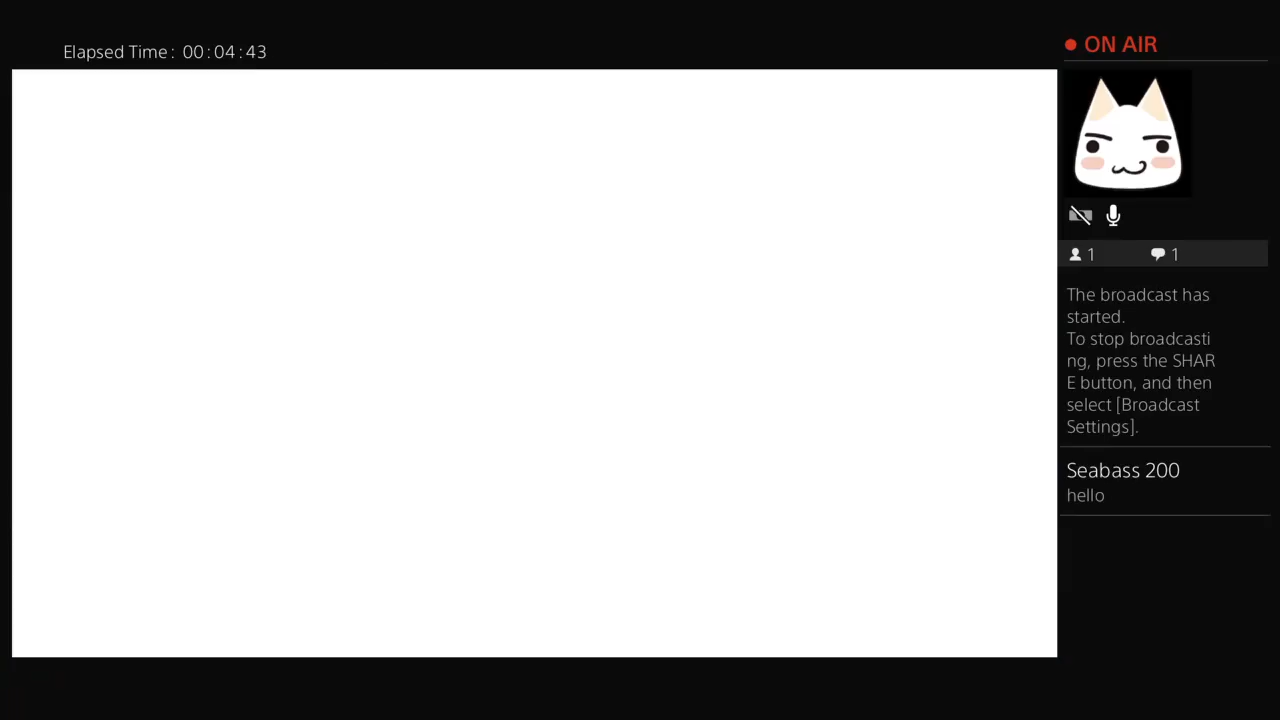 Elapsed Time: 00:04:43
ON AIR
1 1
The broadcast has
started.
To stop broadcasti
ng, press the SHAR
E button, and then
select [Broadcast
Settings].
Seabass 200
hello